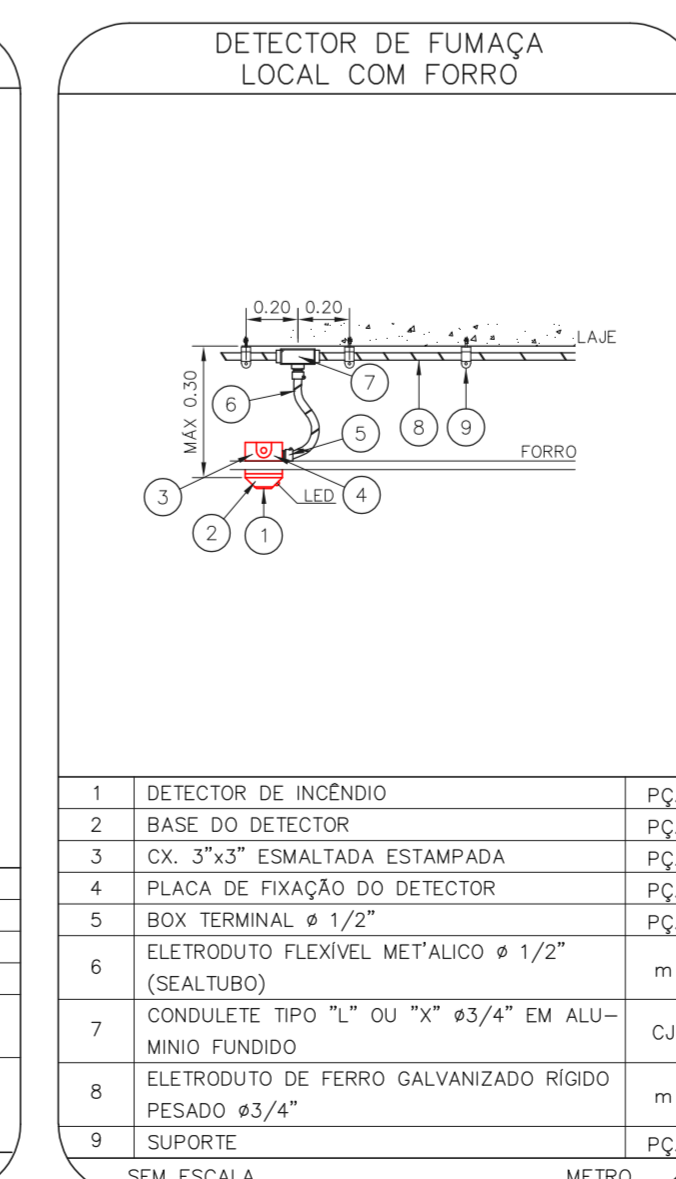 DETECTOR DE FUMAÇA
LOCAL COM FORRO
0.20 0.20
LAJE
MÁX 0.30
7
6
5
8
9
FORRO
3
LED
4
2
1
1 DETECTOR DE INCÊNDIO PÇ.
2 BASE DO DETECTOR PÇ.
3 CX. 3"x3" ESMALTADA ESTAMPADA PÇ.
4 PLACA DE FIXAÇÃO DO DETECTOR PÇ.
5 BOX TERMINAL ø 1/2" PÇ.
6 ELETRODUTO FLEXÍVEL MET'ALICO ø 1/2" m
(SEALTUBO)
7 CONDULETE TIPO "L" OU "X" ø3/4" EM ALU- CJ
MINIO FUNDIDO
8 ELETRODUTO DE FERRO GALVANIZADO RÍGIDO m
PESADO ø3/4"
9 SUPORTE PÇ.
SEM ESCALA METRO